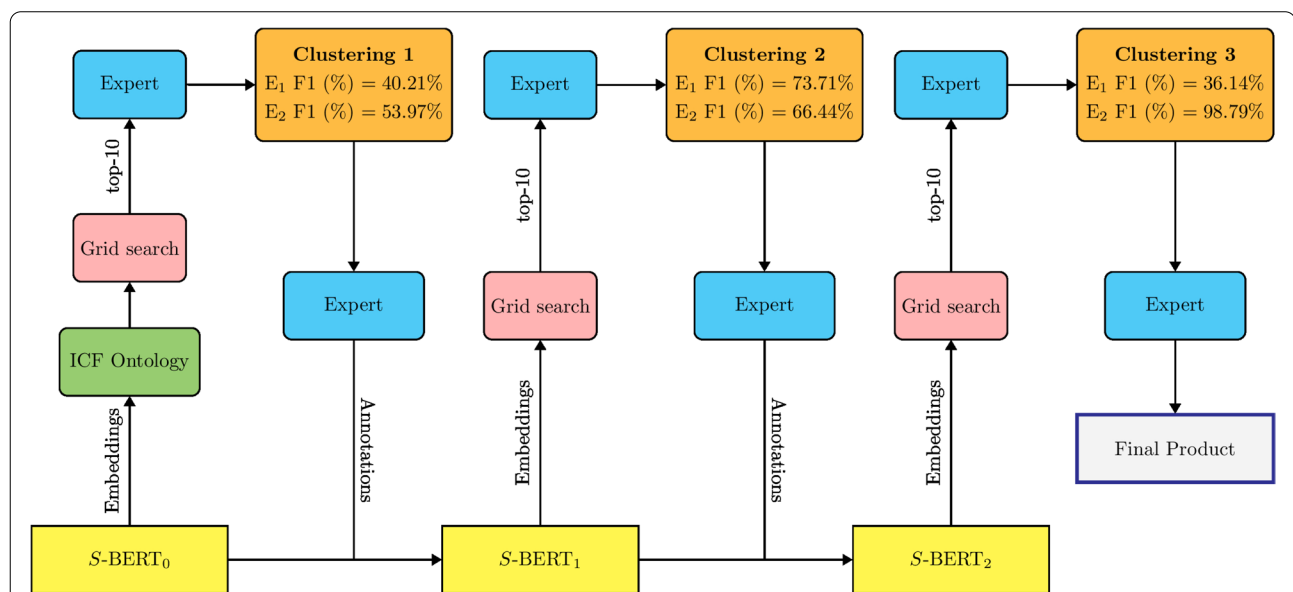 Expert
Clustering 1
E₁ F1 (%) = 40.21%
E₂ F1 (%) = 53.97%
top-10
Grid search
ICF Ontology
Embeddings
S-BERT₀
Expert
Annotations
Expert
Clustering 2
E₁ F1 (%) = 73.71%
E₂ F1 (%) = 66.44%
top-10
Grid search
Embeddings
S-BERT₁
Expert
Annotations
Expert
Clustering 3
E₁ F1 (%) = 36.14%
E₂ F1 (%) = 98.79%
top-10
Grid search
Embeddings
S-BERT₂
Expert
Final Product